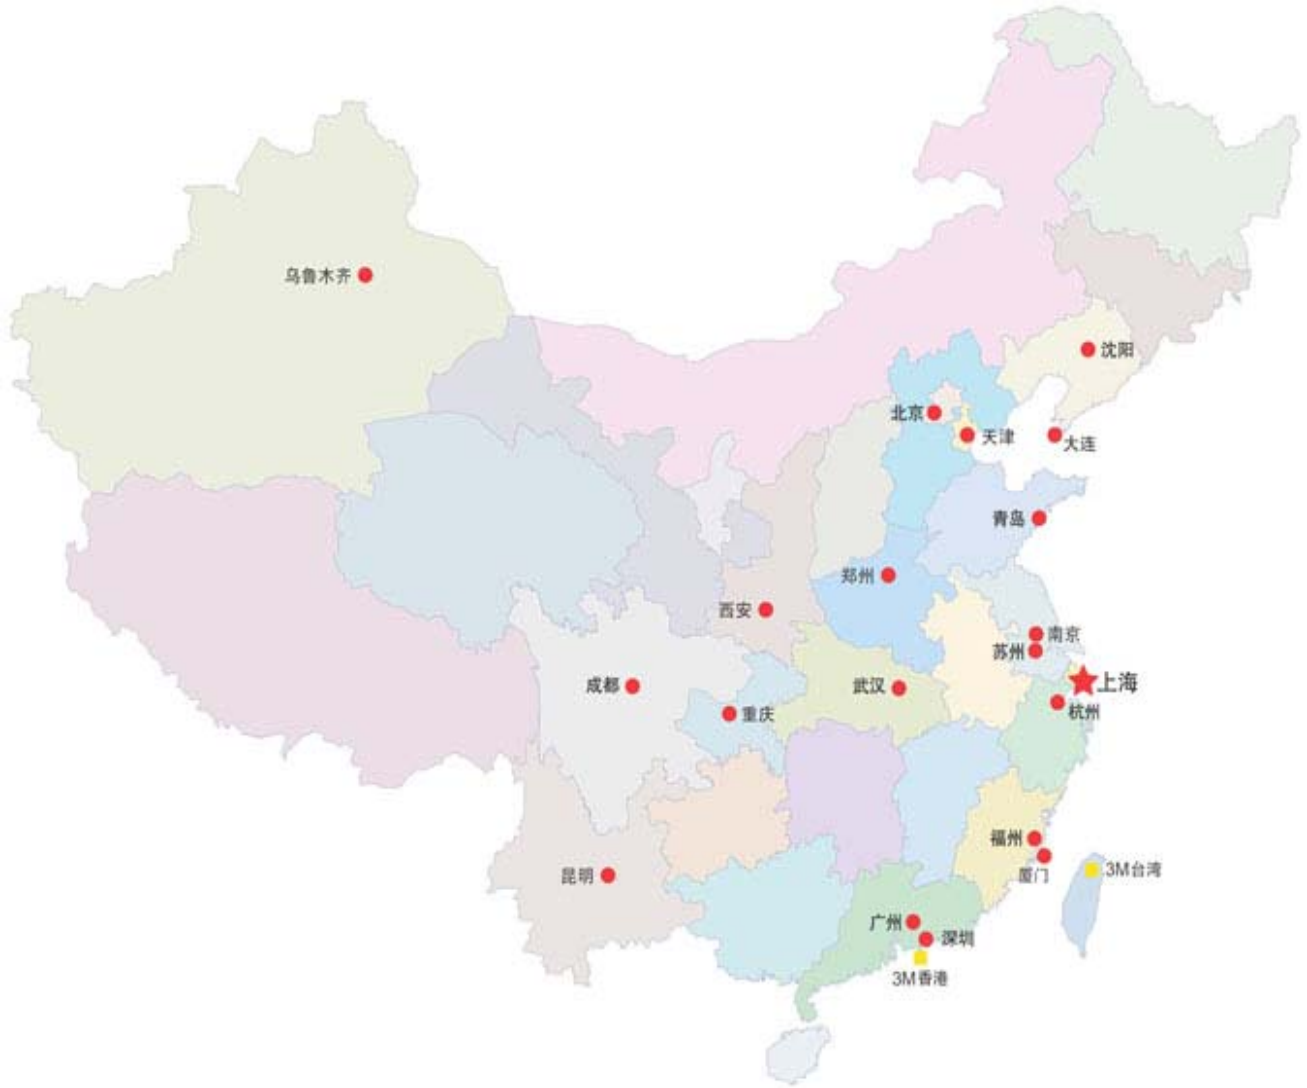 乌鲁木齐
沈阳
北京
天津
大连
青岛
郑州
西安
南京
苏州
成都
武汉
上海
重庆
杭州
福州
3M台湾
厦门
昆明
广州
深圳
3M香港